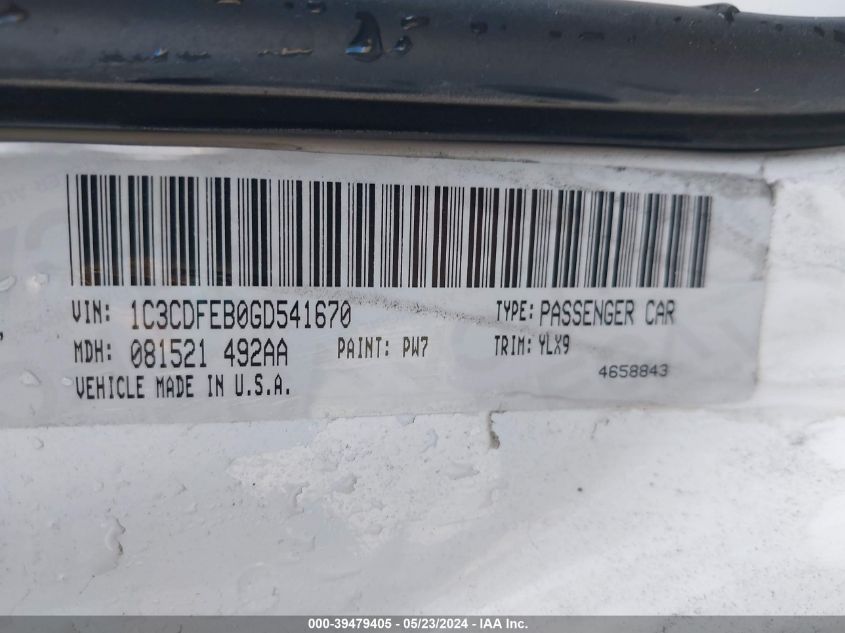 VIN: 1C3CDFEB0GD541670 TYPE: PASSENGER CAR
MDH: 081521 492AA PAINT: PW7 TRIM: YLX9
4658843
VEHICLE MADE IN U.S.A.
000-39479405 - 05/23/2024 - IAA Inc.